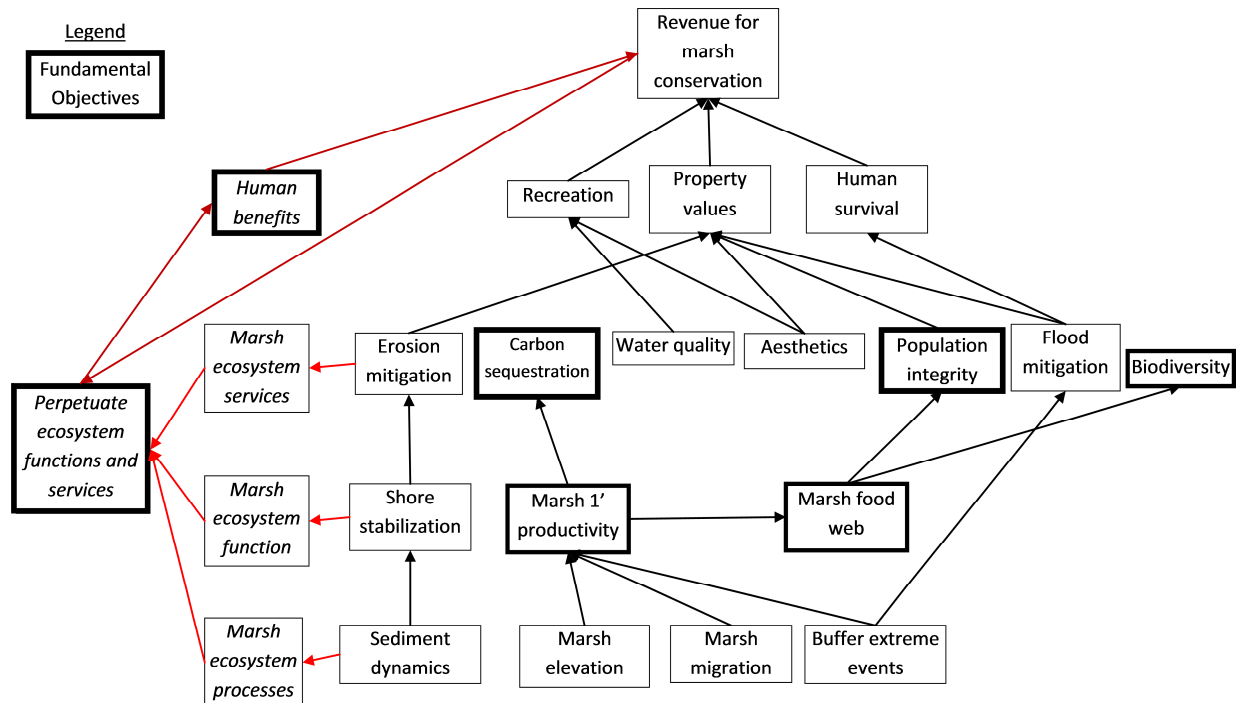 Legend
Fundamental
Objectives
Revenue for
marsh
conservation
Human
benefits
Recreation
Property
values
Human
survival
Marsh
ecosystem
services
Erosion
mitigation
Carbon
sequestration
Water quality
Aesthetics
Population
integrity
Flood
mitigation
Biodiversity
Perpetuate
ecosystem
functions and
services
Marsh
ecosystem
function
Shore
stabilization
Marsh 1’
productivity
Marsh food
web
Marsh
ecosystem
processes
Sediment
dynamics
Marsh
elevation
Marsh
migration
Buffer extreme
events